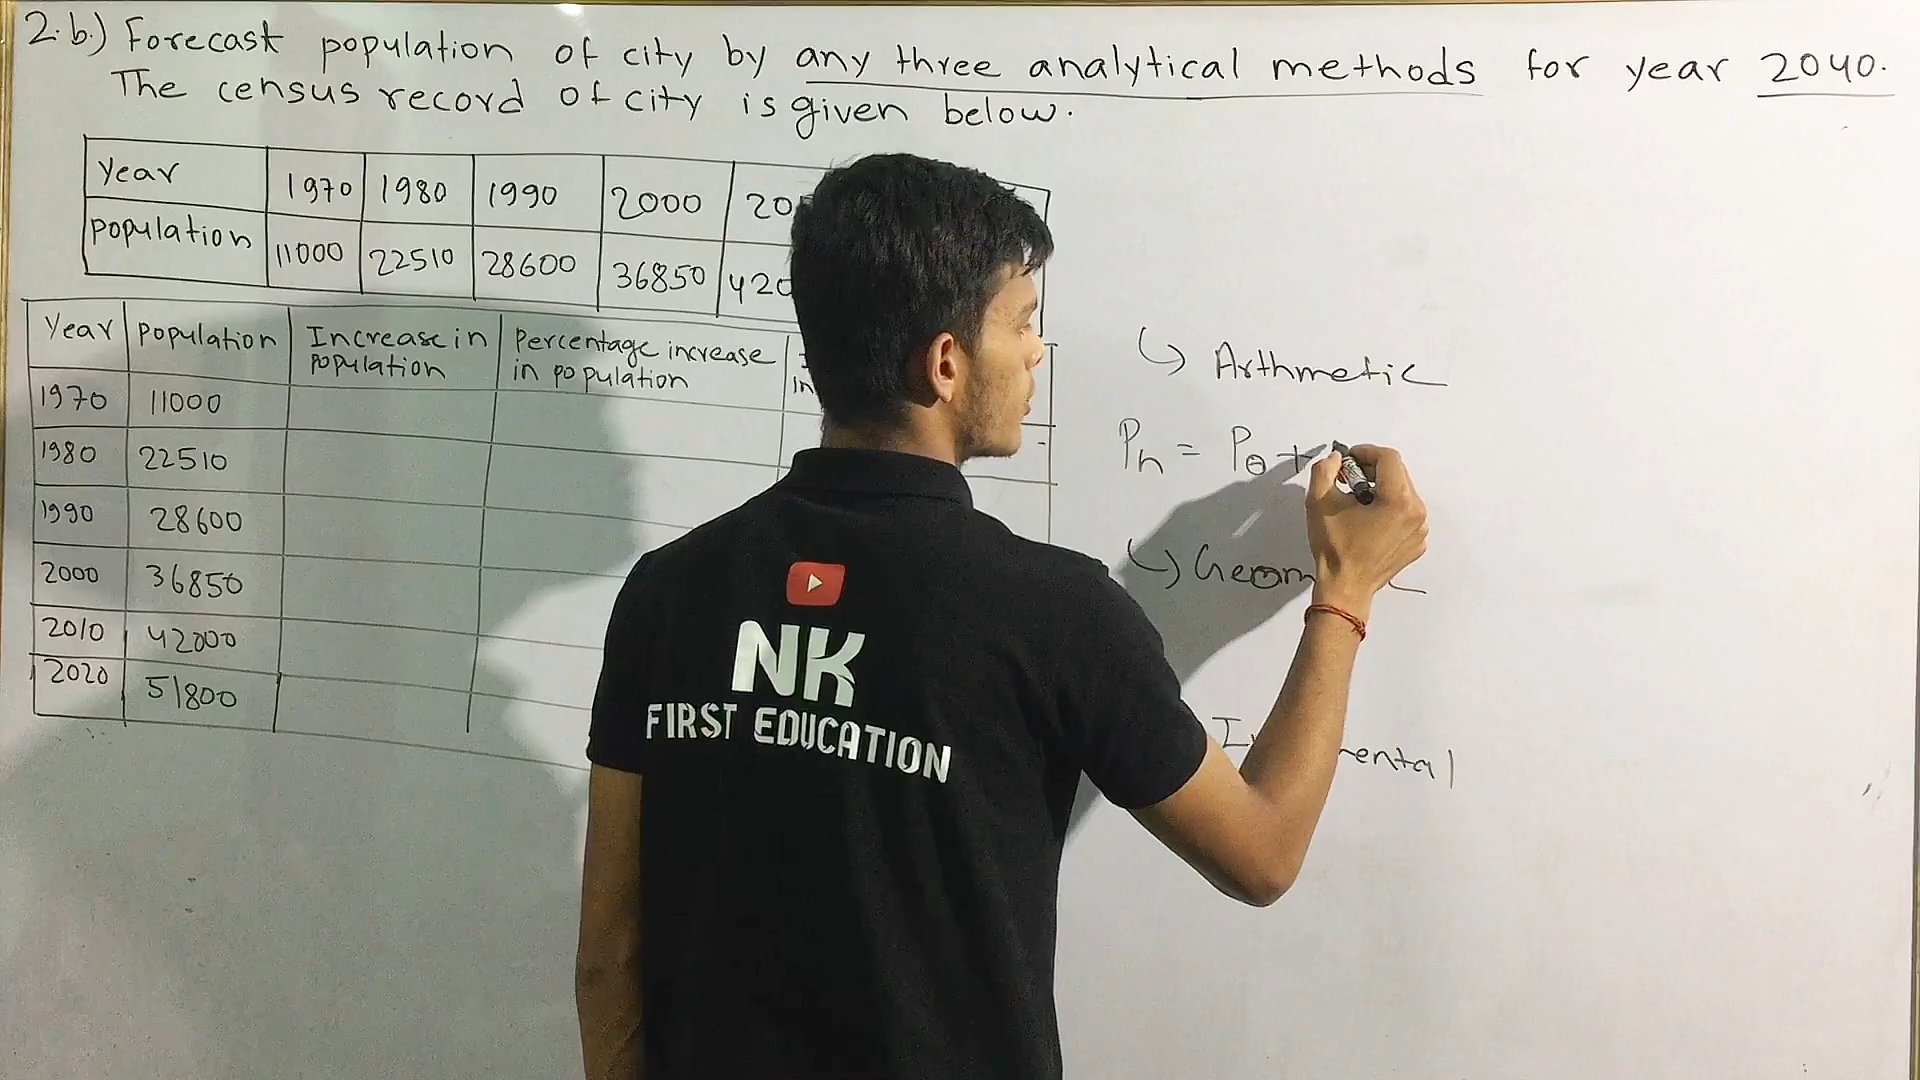 2.b.) Forecast population of city by any three analytical methods for year 2040.
The census record of city is given below.
Year 1970 1980 1990 2000
population 11000 22510 28600 36850
Year population Increase in population Percentage increase in population
1970 11000
1980 22510
1990 28600
2000 36850
2010 42000
2020 51800
↪ Arthmetic
Pn = Po +
↪
NK
FIRST EDUCATION